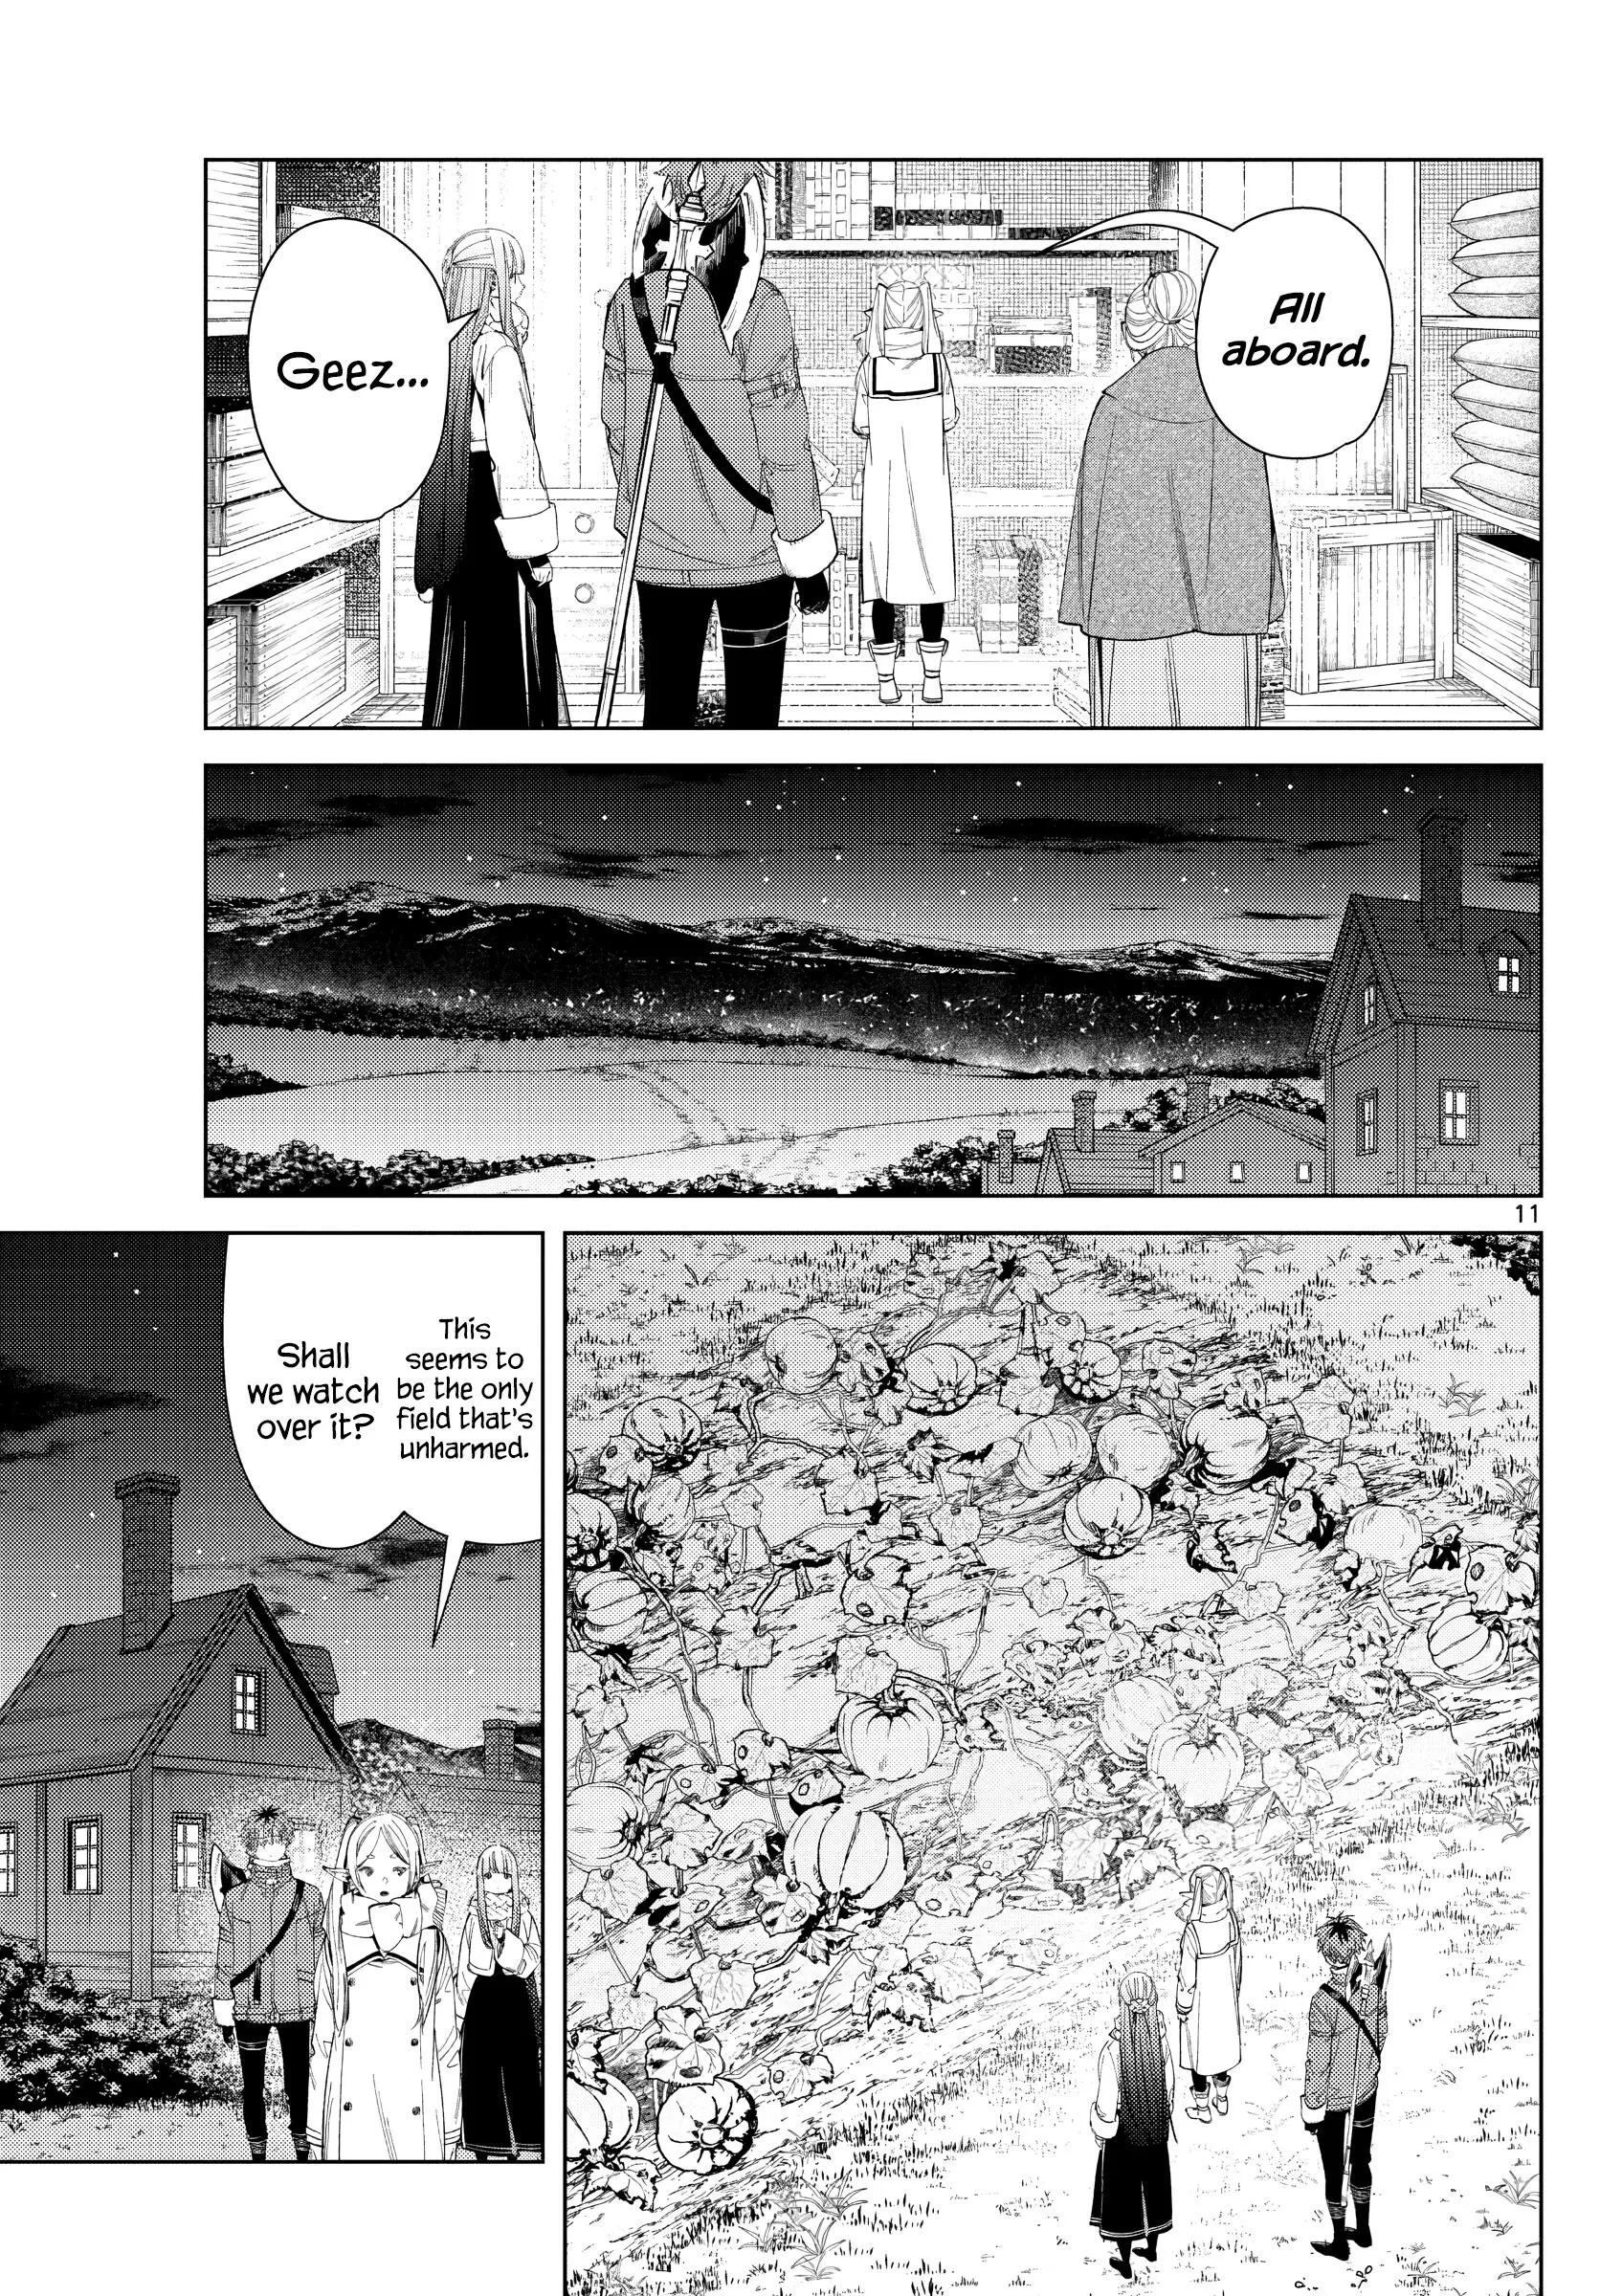 All
aboard.
Geez...
11
This
seems to
be the only
field that's
unharmed.
Shall
we watch
over it?